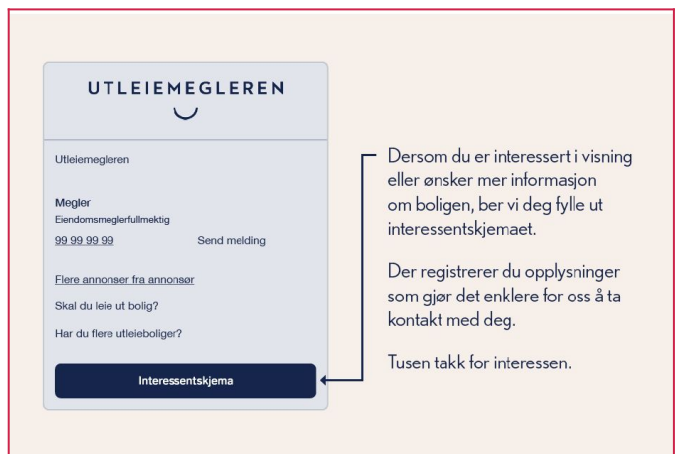 UTLEIEMEGLEREN
Utleiemegleren
Megler
Eiendomsmeglerfullmektig
99 99 99 99
Send melding
Flere annonser fra annonsør
Skal du leie ut bolig?
Har du flere utleieboliger?
Interessentskjema
Dersom du er interessert i visning
eller ønsker mer informasjon
om boligen, ber vi deg fylle ut
interessentskjemaet.
Der registrerer du opplysninger
som gjør det enklere for oss å ta
kontakt med deg.
Tusen takk for interessen.